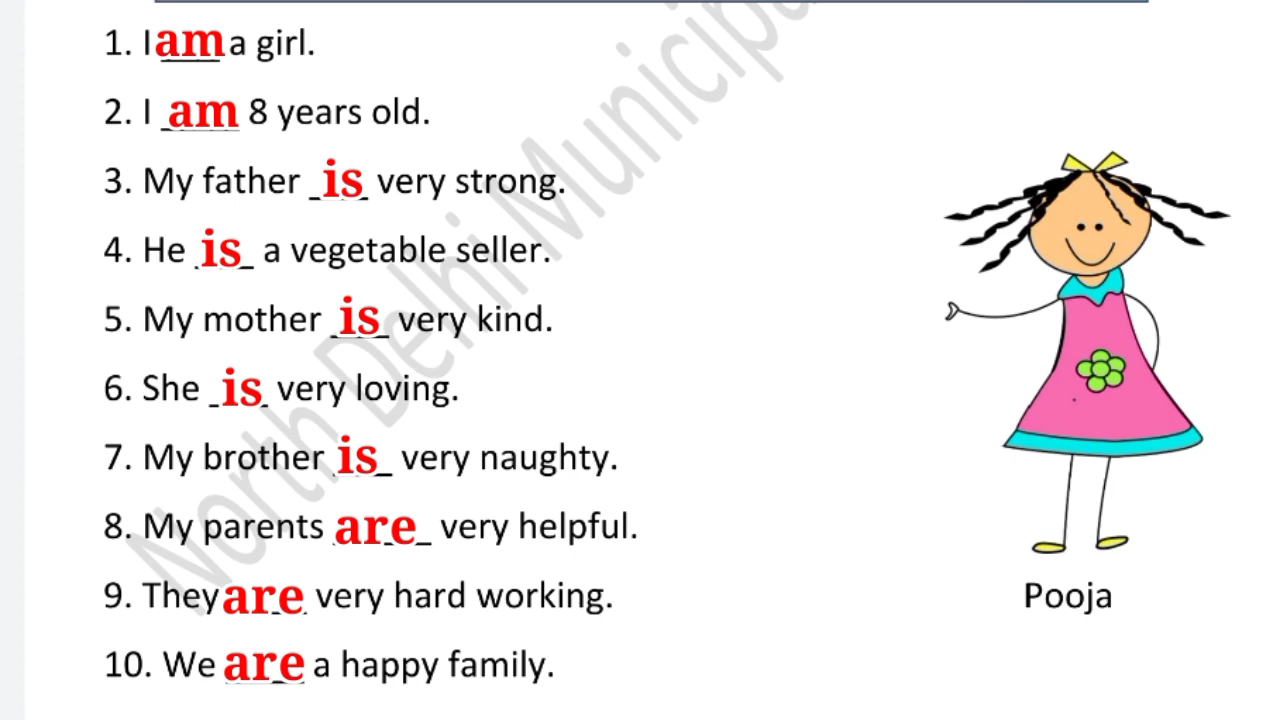 1. I am a girl.
2. I am 8 years old.
3. My father is very strong.
4. He is a vegetable seller.
5. My mother is very kind.
6. She is very loving.
7. My brother is very naughty.
8. My parents are very helpful.
9. They are very hard working.
10. We are a happy family.
Pooja
North Delhi